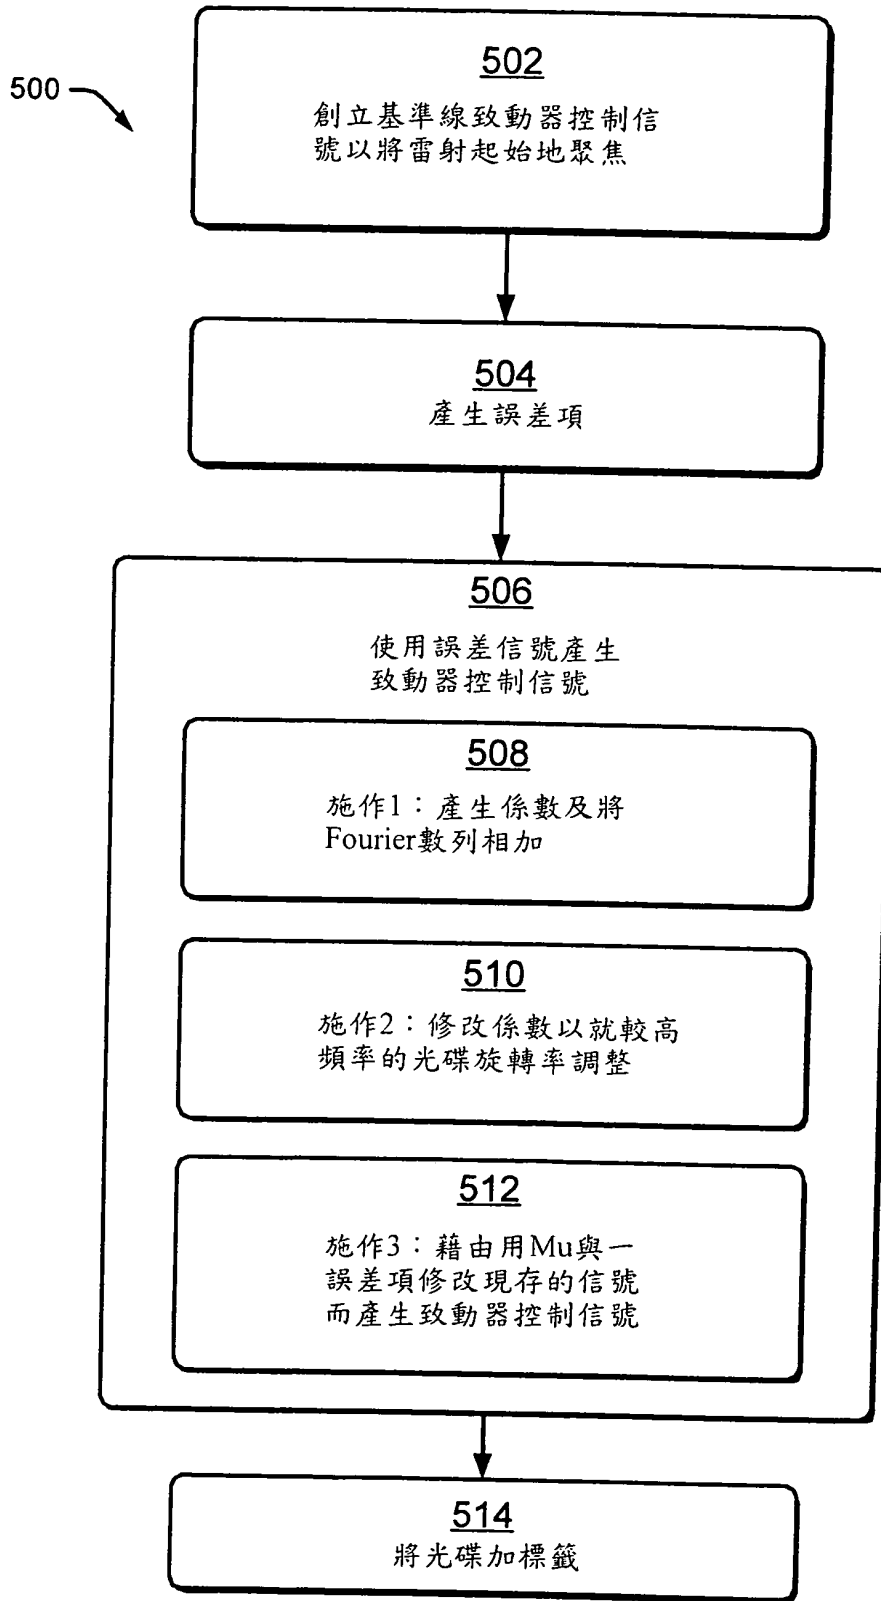 500
502
創立基準線致動器控制信
號以將雷射起始地聚焦
504
產生誤差項
506
使用誤差信號產生
致動器控制信號
508
施作1：產生係數及將
Fourier數列相加
510
施作2：修改係數以就較高
頻率的光碟旋轉率調整
512
施作3：藉由用Mu與一
誤差項修改現存的信號
而產生致動器控制信號
514
將光碟加標籤